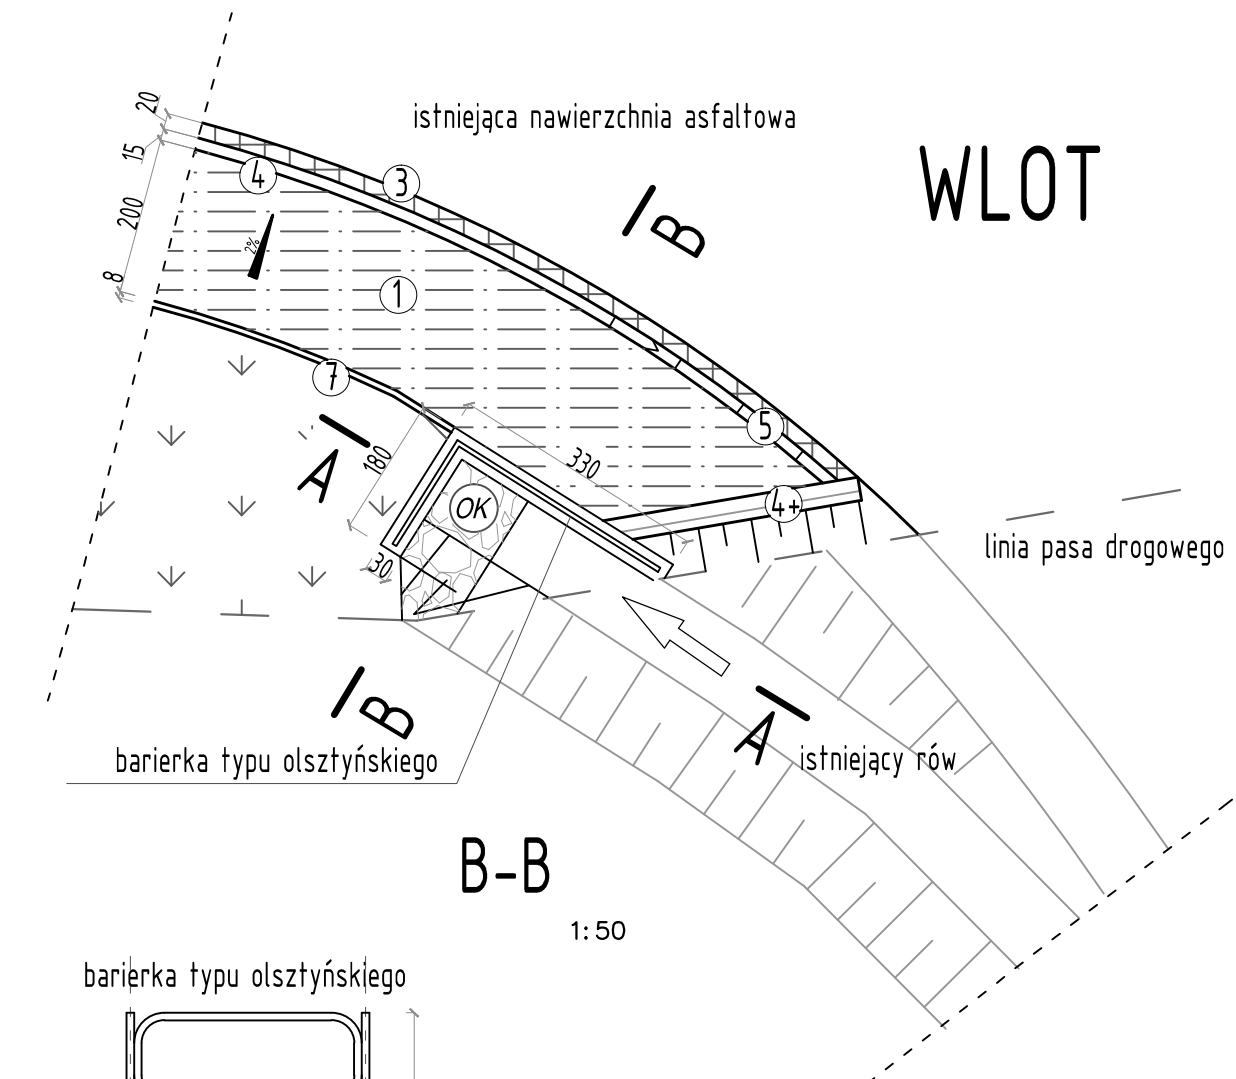 istniejąca nawierzchnia asfaltowa
WLOT
20
15
200
8
4
3
B
2%
1
7
5
A
180
330
OK
4+
30
linia pasa drogowego
B
A
barierka typu olsztyńskiego
istniejący rów
B-B
1:50
barierka typu olsztyńskiego